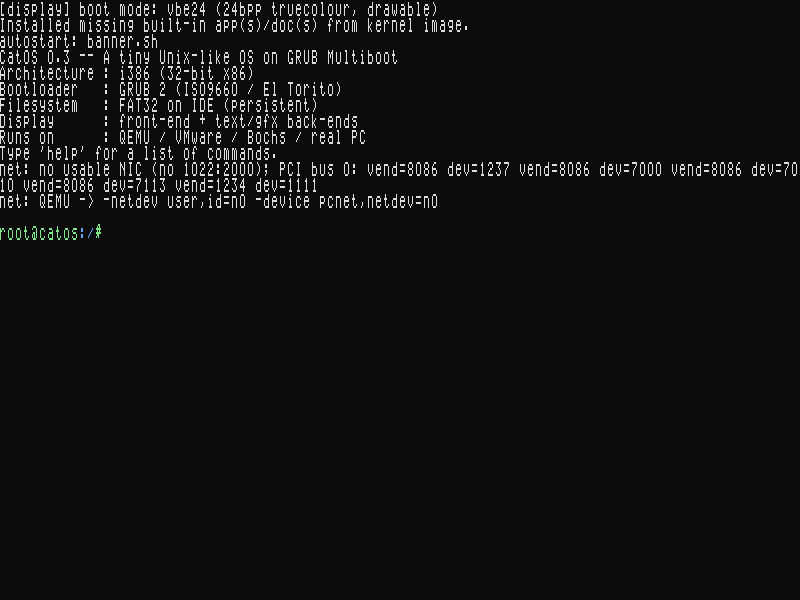 [display] boot mode: vbe24 (24bpp truecolour, drawable)
Installed missing built-in app(s)/doc(s) from kernel image.
autostart: banner.sh
CatOS 0.3 -- A tiny Unix-like OS on GRUB Multiboot
Architecture : i386 (32-bit x86)
Bootloader   : GRUB 2 (ISO9660 / El Torito)
Filesystem   : FAT32 on IDE (persistent)
Display      : front-end + text/gfx back-ends
Runs on      : QEMU / VMware / Bochs / real PC
Type 'help' for a list of commands.
net: no usable NIC (no 1022:2000); PCI bus 0: vend=8086 dev=1237 vend=8086 dev=7000 vend=8086 dev=70
10 vend=8086 dev=7113 vend=1234 dev=1111
net: QEMU -> -netdev user,id=n0 -device pcnet,netdev=n0
root@catos:/#